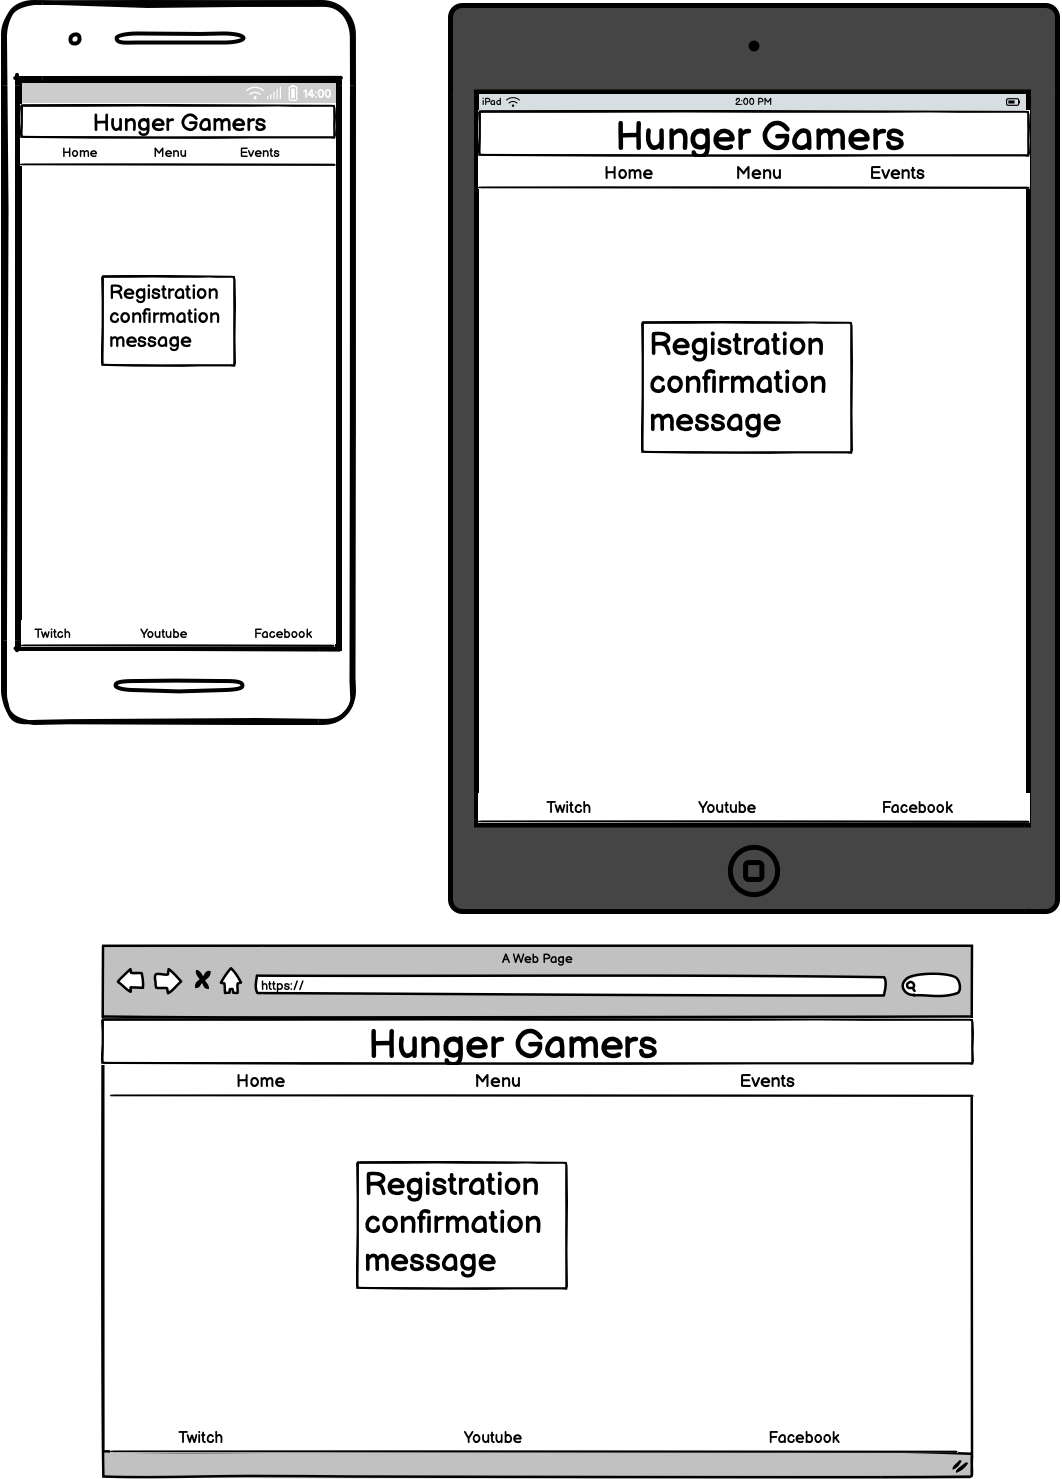 14:00
Hunger Gamers
Home Menu Events
Registration
confirmation
message
Twitch Youtube Facebook
iPad 2:00 PM
Hunger Gamers
Home Menu Events
Registration
confirmation
message
Twitch Youtube Facebook
A Web Page
https://
Hunger Gamers
Home Menu Events
Registration
confirmation
message
Twitch Youtube Facebook